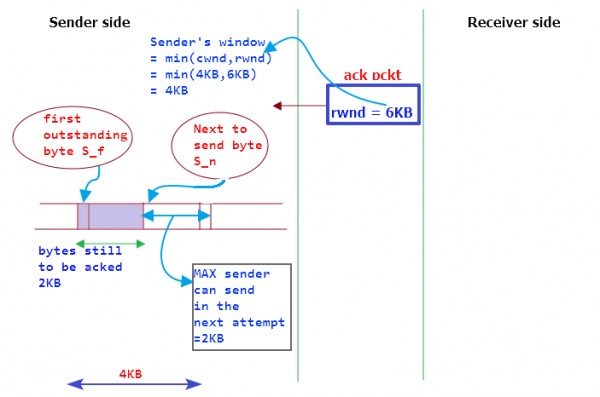 Sender side
Receiver side
Sender's window
= min(cwnd,rwnd)
= min(4KB,6KB)
= 4KB
ack pckt
rwnd = 6KB
first
outstanding
byte S_f
Next to
send byte
S_n
bytes still
to be acked
2KB
MAX sender
can send
in the
next attempt
=2KB
4KB